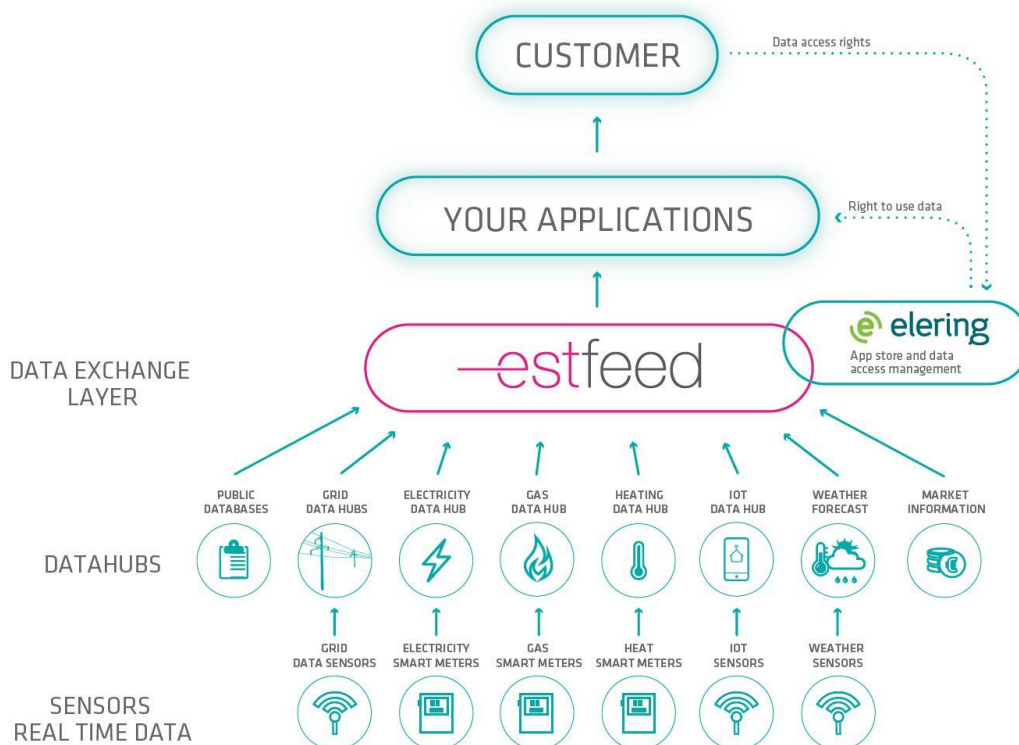 CUSTOMER
Data access rights
YOUR APPLICATIONS
Right to use data
DATA EXCHANGE
LAYER
estfeed
e elering
App store and data
access management
PUBLIC
DATABASES
GRID
DATA HUBS
ELECTRICITY
DATA HUB
GAS
DATA HUB
HEATING
DATA HUB
IOT
DATA HUB
WEATHER
FORECAST
MARKET
INFORMATION
DATAHUBS
GRID
DATA SENSORS
ELECTRICITY
SMART METERS
GAS
SMART METERS
HEAT
SMART METERS
IOT
SENSORS
WEATHER
SENSORS
SENSORS
REAL TIME DATA